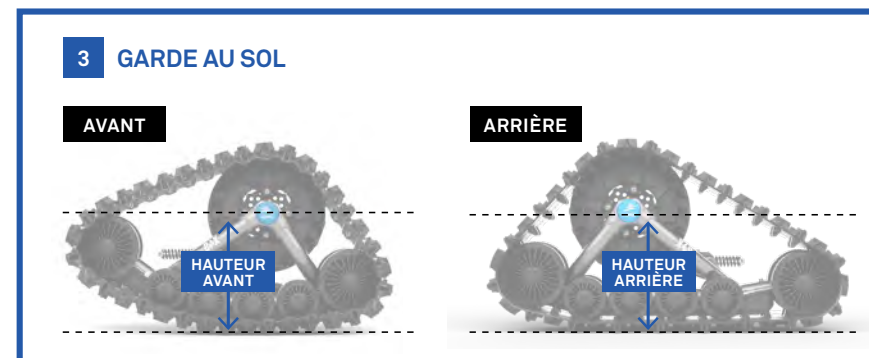 3 GARDE AU SOL
AVANT
ARRIÈRE
HAUTEUR
AVANT
HAUTEUR
ARRIÈRE